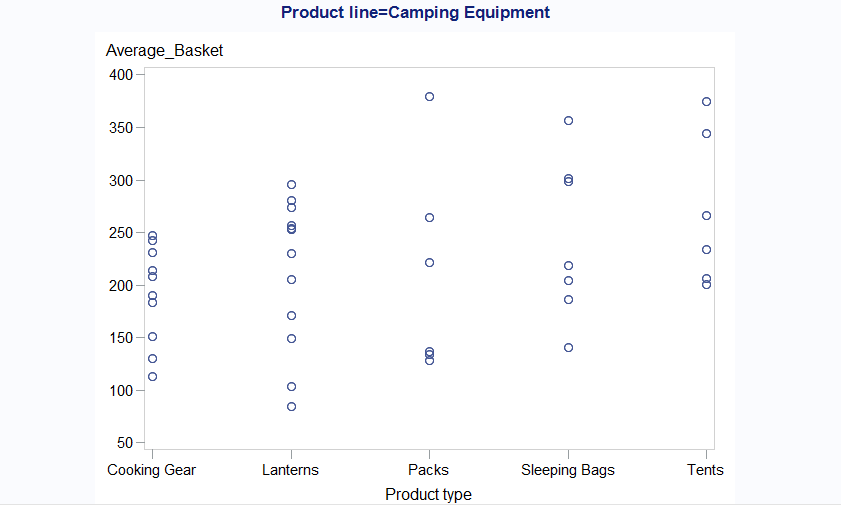 Product line=Camping Equipment
Average_Basket
400
350
300
250
200
150
100
50
Cooking Gear Lanterns Packs Sleeping Bags Tents
Product type